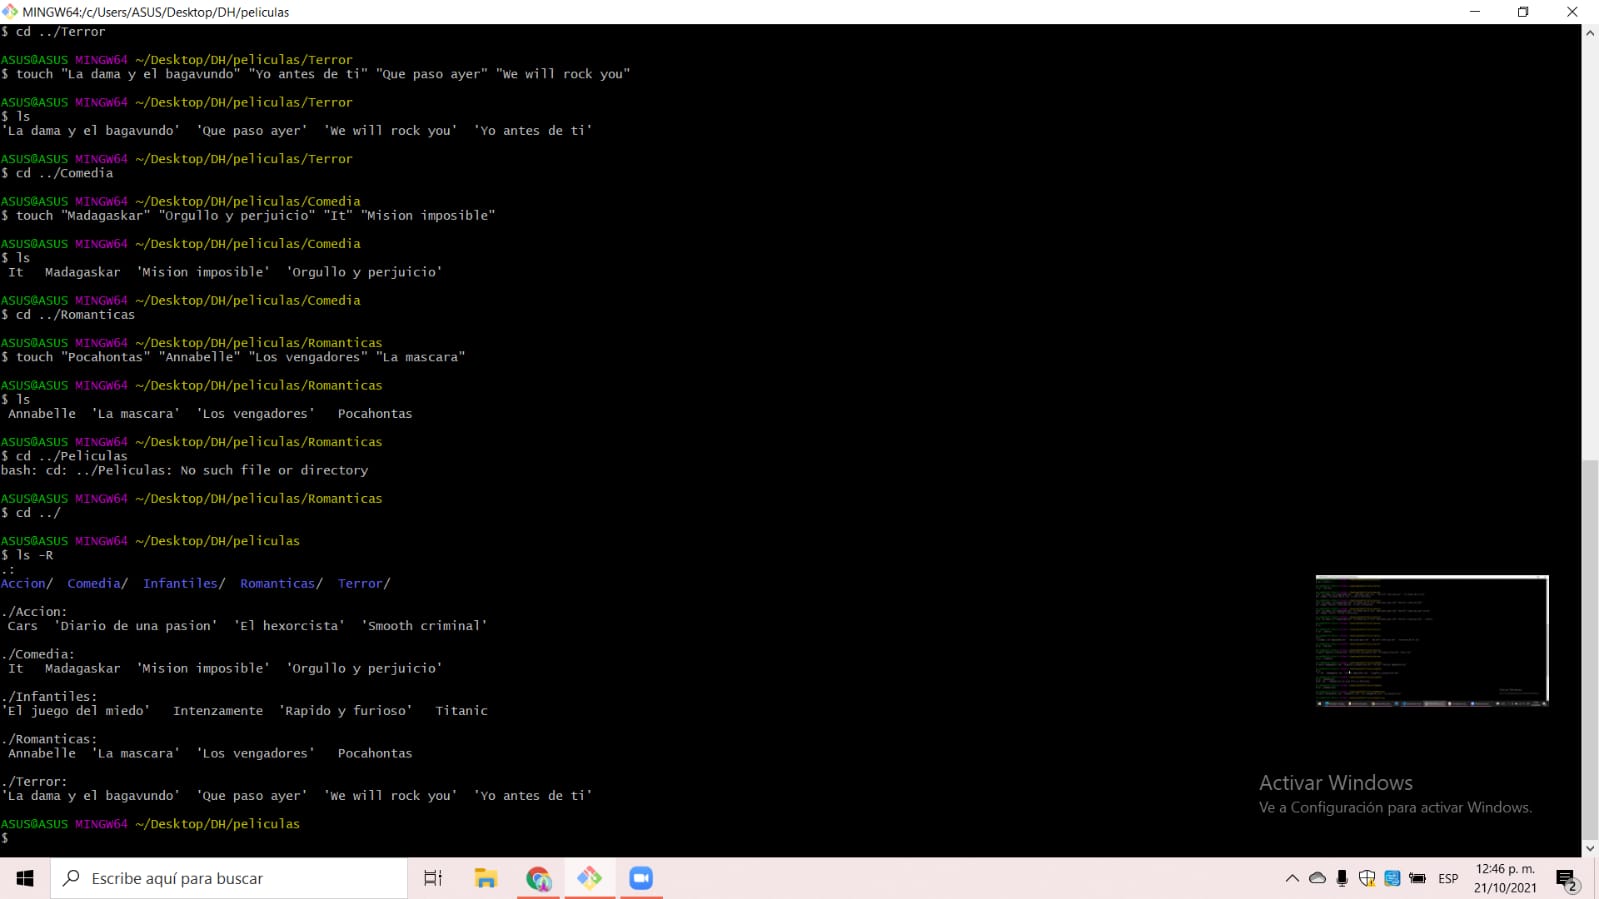 MINGW64:/c/Users/ASUS/Desktop/DH/peliculas
$ cd ../Terror
ASUS@ASUS MINGW64 ~/Desktop/DH/peliculas/Terror
$ touch "La dama y el bagavundo" "Yo antes de ti" "Que paso ayer" "We will rock you"
ASUS@ASUS MINGW64 ~/Desktop/DH/peliculas/Terror
$ ls
'La dama y el bagavundo'  'Que paso ayer'  'We will rock you'  'Yo antes de ti'
ASUS@ASUS MINGW64 ~/Desktop/DH/peliculas/Terror
$ cd ../Comedia
ASUS@ASUS MINGW64 ~/Desktop/DH/peliculas/Comedia
$ touch "Madagaskar" "Orgullo y perjuicio" "It" "Mision imposible"
ASUS@ASUS MINGW64 ~/Desktop/DH/peliculas/Comedia
$ ls
It   Madagaskar  'Mision imposible'  'Orgullo y perjuicio'
ASUS@ASUS MINGW64 ~/Desktop/DH/peliculas/Comedia
$ cd ../Romanticas
ASUS@ASUS MINGW64 ~/Desktop/DH/peliculas/Romanticas
$ touch "Pocahontas" "Annabelle" "Los vengadores" "La mascara"
ASUS@ASUS MINGW64 ~/Desktop/DH/peliculas/Romanticas
$ ls
Annabelle  'La mascara'  'Los vengadores'   Pocahontas
ASUS@ASUS MINGW64 ~/Desktop/DH/peliculas/Romanticas
$ cd ../Peliculas
bash: cd: ../Peliculas: No such file or directory
ASUS@ASUS MINGW64 ~/Desktop/DH/peliculas/Romanticas
$ cd ../
ASUS@ASUS MINGW64 ~/Desktop/DH/peliculas
$ ls -R
.:
Accion/  Comedia/  Infantiles/  Romanticas/  Terror/
./Accion:
Cars  'Diario de una pasion'  'El hexorcista'  'Smooth criminal'
./Comedia:
It   Madagaskar  'Mision imposible'  'Orgullo y perjuicio'
./Infantiles:
'El juego del miedo'   Intenzamente  'Rapido y furioso'   Titanic
./Romanticas:
Annabelle  'La mascara'  'Los vengadores'   Pocahontas
./Terror:
'La dama y el bagavundo'  'Que paso ayer'  'We will rock you'  'Yo antes de ti'
ASUS@ASUS MINGW64 ~/Desktop/DH/peliculas
$
Activar Windows
Ve a Configuración para activar Windows.
Escribe aquí para buscar
ESP
12:46 p. m.
21/10/2021
2